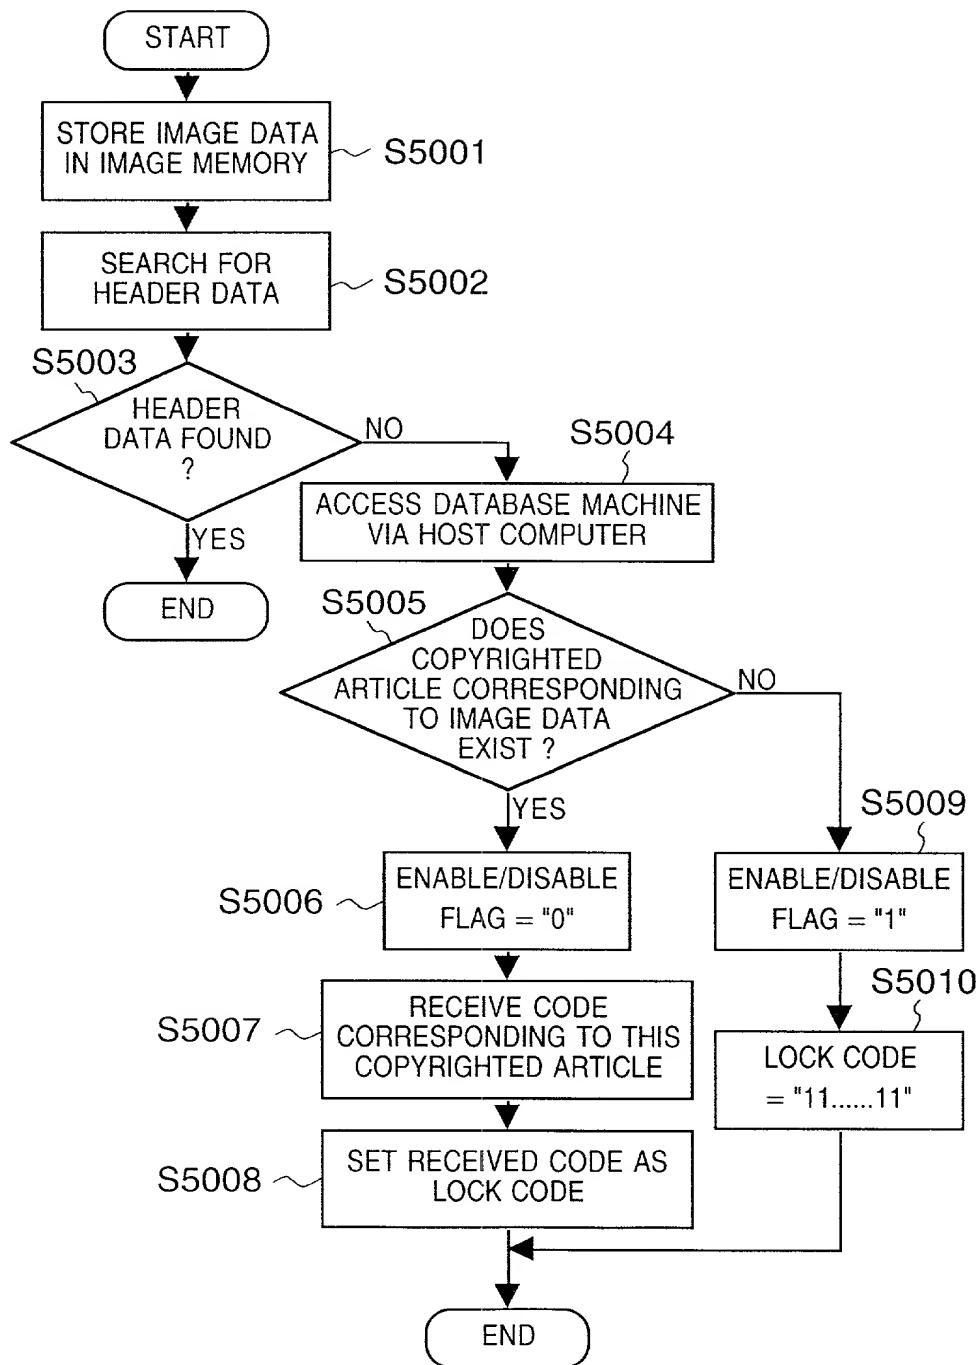 START
STORE IMAGE DATA
IN IMAGE MEMORY
S5001
SEARCH FOR
HEADER DATA
S5002
S5003
HEADER
DATA FOUND
?
NO
YES
END
S5004
ACCESS DATABASE MACHINE
VIA HOST COMPUTER
S5005
DOES
COPYRIGHTED
ARTICLE CORRESPONDING
TO IMAGE DATA
EXIST ?
NO
YES
S5006
ENABLE/DISABLE
FLAG = "0"
S5009
ENABLE/DISABLE
FLAG = "1"
S5007
RECEIVE CODE
CORRESPONDING TO THIS
COPYRIGHTED ARTICLE
S5010
LOCK CODE
= "11......11"
S5008
SET RECEIVED CODE AS
LOCK CODE
END